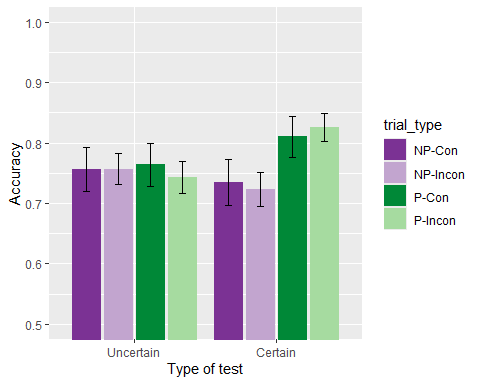 1.0
0.9
0.8
0.7
0.6
0.5
Accuracy
Uncertain Certain
Type of test
trial_type
NP-Con
NP-Incon
P-Con
P-Incon